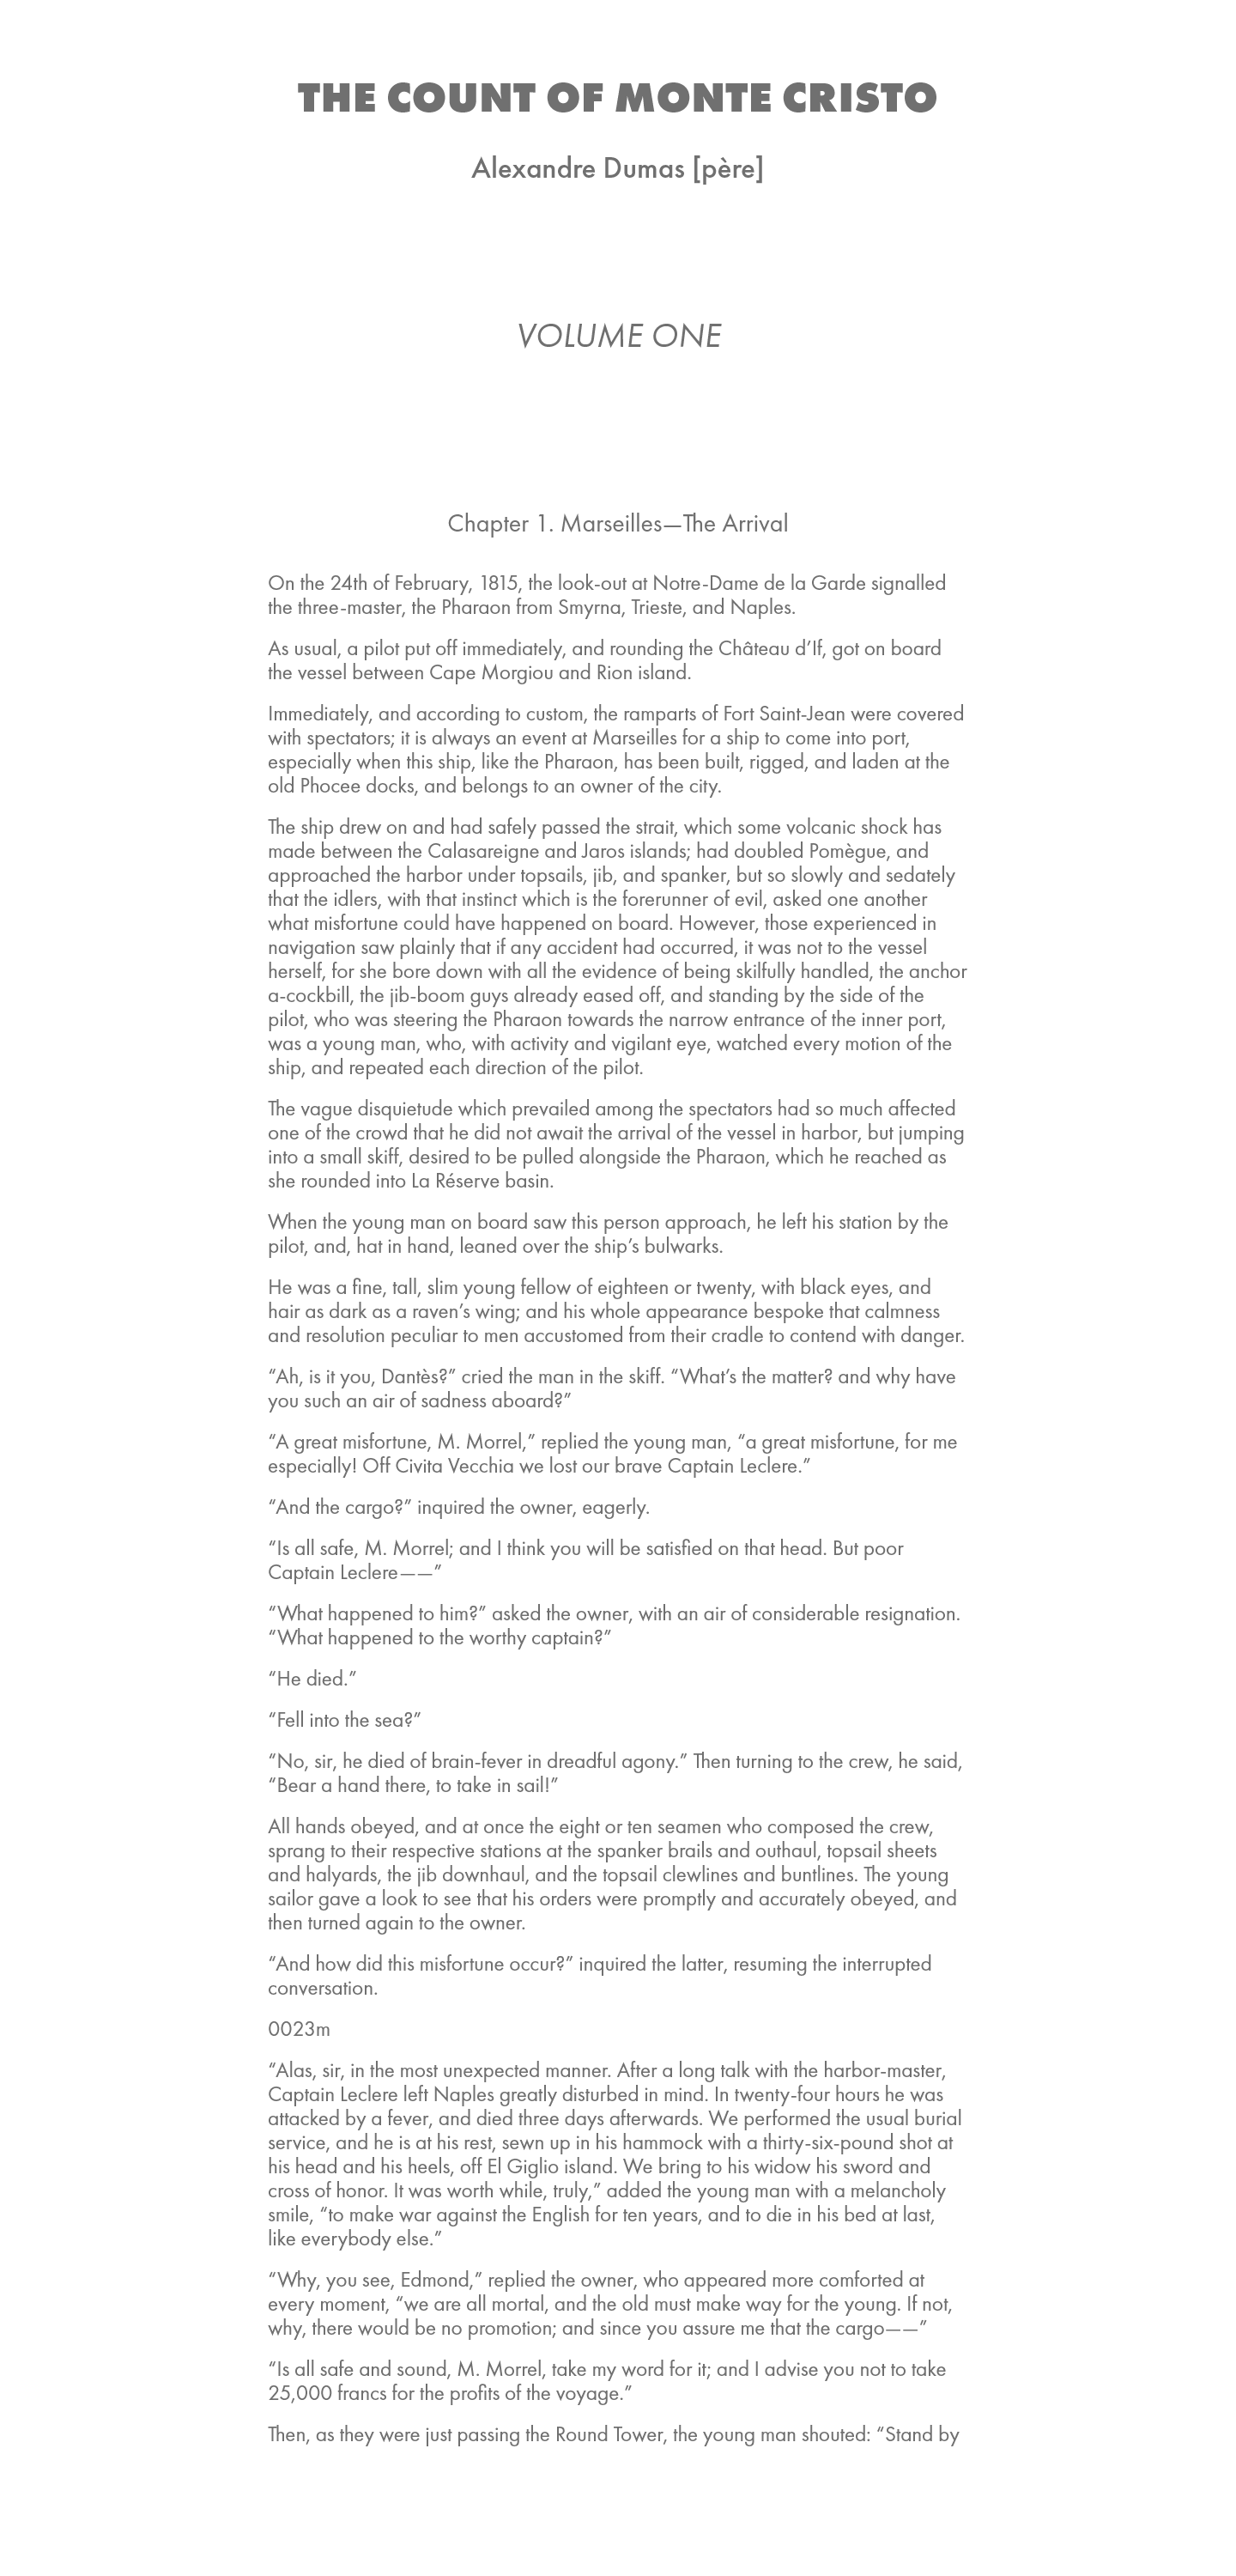 THE COUNT OF MONTE CRISTO
Alexandre Dumas [père]
VOLUME ONE
Chapter 1. Marseilles—The Arrival
On the 24th of February, 1815, the look-out at Notre-Dame de la Garde signalled
the three-master, the Pharaon from Smyrna, Trieste, and Naples.
As usual, a pilot put off immediately, and rounding the Château d’If, got on board
the vessel between Cape Morgiou and Rion island.
Immediately, and according to custom, the ramparts of Fort Saint-Jean were covered
with spectators; it is always an event at Marseilles for a ship to come into port,
especially when this ship, like the Pharaon, has been built, rigged, and laden at the
old Phocee docks, and belongs to an owner of the city.
The ship drew on and had safely passed the strait, which some volcanic shock has
made between the Calasareigne and Jaros islands; had doubled Pomègue, and
approached the harbor under topsails, jib, and spanker, but so slowly and sedately
that the idlers, with that instinct which is the forerunner of evil, asked one another
what misfortune could have happened on board. However, those experienced in
navigation saw plainly that if any accident had occurred, it was not to the vessel
herself, for she bore down with all the evidence of being skilfully handled, the anchor
a-cockbill, the jib-boom guys already eased off, and standing by the side of the
pilot, who was steering the Pharaon towards the narrow entrance of the inner port,
was a young man, who, with activity and vigilant eye, watched every motion of the
ship, and repeated each direction of the pilot.
The vague disquietude which prevailed among the spectators had so much affected
one of the crowd that he did not await the arrival of the vessel in harbor, but jumping
into a small skiff, desired to be pulled alongside the Pharaon, which he reached as
she rounded into La Réserve basin.
When the young man on board saw this person approach, he left his station by the
pilot, and, hat in hand, leaned over the ship’s bulwarks.
He was a fine, tall, slim young fellow of eighteen or twenty, with black eyes, and
hair as dark as a raven’s wing; and his whole appearance bespoke that calmness
and resolution peculiar to men accustomed from their cradle to contend with danger.
“Ah, is it you, Dantès?” cried the man in the skiff. “What’s the matter? and why have
you such an air of sadness aboard?”
“A great misfortune, M. Morrel,” replied the young man, “a great misfortune, for me
especially! Off Civita Vecchia we lost our brave Captain Leclere.”
“And the cargo?” inquired the owner, eagerly.
“Is all safe, M. Morrel; and I think you will be satisfied on that head. But poor
Captain Leclere——”
“What happened to him?” asked the owner, with an air of considerable resignation.
“What happened to the worthy captain?”
“He died.”
“Fell into the sea?”
“No, sir, he died of brain-fever in dreadful agony.” Then turning to the crew, he said,
“Bear a hand there, to take in sail!”
All hands obeyed, and at once the eight or ten seamen who composed the crew,
sprang to their respective stations at the spanker brails and outhaul, topsail sheets
and halyards, the jib downhaul, and the topsail clewlines and buntlines. The young
sailor gave a look to see that his orders were promptly and accurately obeyed, and
then turned again to the owner.
“And how did this misfortune occur?” inquired the latter, resuming the interrupted
conversation.
0023m
“Alas, sir, in the most unexpected manner. After a long talk with the harbor-master,
Captain Leclere left Naples greatly disturbed in mind. In twenty-four hours he was
attacked by a fever, and died three days afterwards. We performed the usual burial
service, and he is at his rest, sewn up in his hammock with a thirty-six-pound shot at
his head and his heels, off El Giglio island. We bring to his widow his sword and
cross of honor. It was worth while, truly,” added the young man with a melancholy
smile, “to make war against the English for ten years, and to die in his bed at last,
like everybody else.”
“Why, you see, Edmond,” replied the owner, who appeared more comforted at
every moment, “we are all mortal, and the old must make way for the young. If not,
why, there would be no promotion; and since you assure me that the cargo——”
“Is all safe and sound, M. Morrel, take my word for it; and I advise you not to take
25,000 francs for the profits of the voyage.”
Then, as they were just passing the Round Tower, the young man shouted: “Stand by